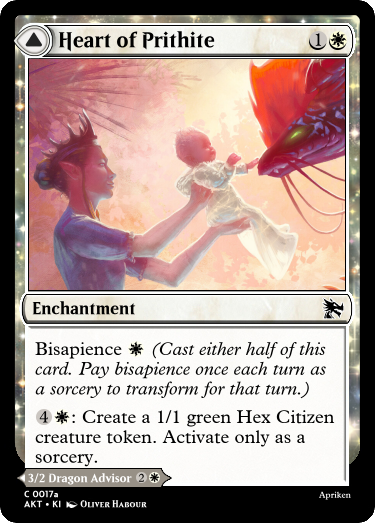 Heart of Prithite 1
Enchantment
Bisapience (Cast either half of this
card. Pay bisapience once each turn as
a sorcery to transform for that turn.)
4 : Create a 1/1 green Hex Citizen
creature token. Activate only as a
sorcery.
3/2 Dragon Advisor 2
C 0017a
Apriken
AKT • KI Oliver Habour